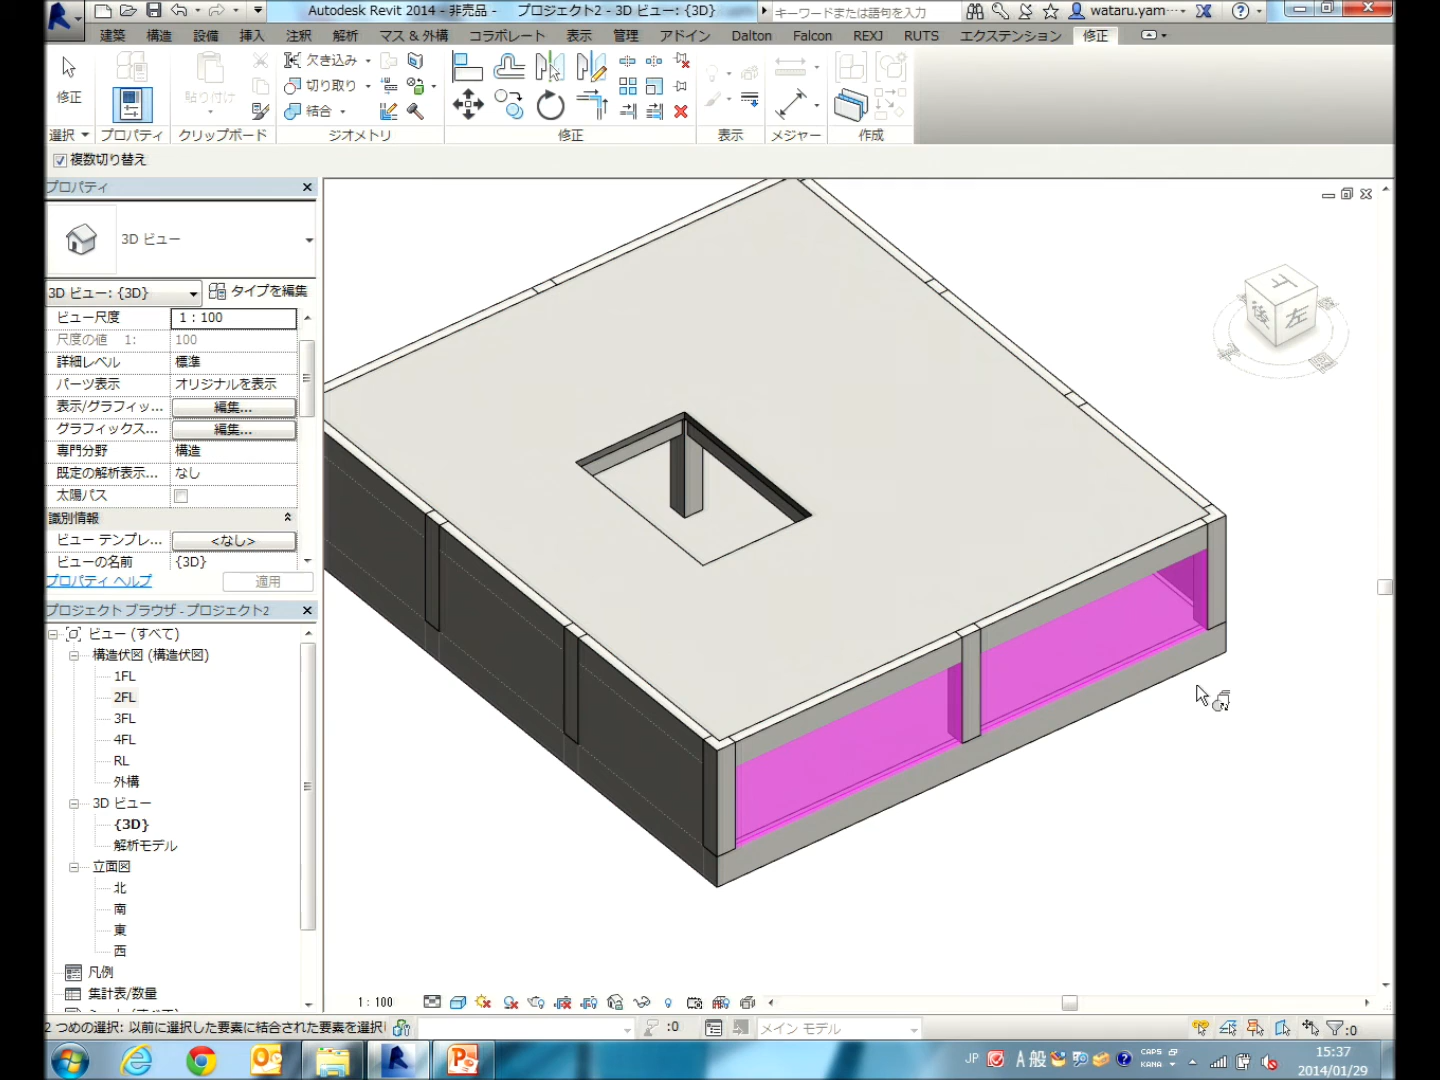 Autodesk Revit 2014 - 非売品 - プロジェクト2 - 3D ビュー: {3D}
キーワードまたは語句を入力
wataru.yam…
建築 構造 設備 挿入 注釈 解析 マス & 外構 コラボレート 表示 管理 アドイン Dalton Falcon REXJ RUTS エクステンション 修正
欠き込み
切り取り
結合
修正
貼り付け
選択 プロパティ クリップボード ジオメトリ 修正 表示 メジャー 作成
複数切り替え
プロパティ
3D ビュー
3D ビュー: {3D} タイプを編集
ビュー尺度 1 : 100
尺度の値 1: 100
詳細レベル 標準
パーツ表示 オリジナルを表示
表示/グラフィッ... 編集...
グラフィックス... 編集...
専門分野 構造
既定の解析表示... なし
太陽パス
識別情報
ビュー テンプレ... <なし>
ビューの名前 {3D}
プロパティ ヘルプ 適用
プロジェクト ブラウザ - プロジェクト2
ビュー (すべて)
構造伏図 (構造伏図)
1FL
2FL
3FL
4FL
RL
外構
3D ビュー
{3D}
解析モデル
立面図
北
南
東
西
凡例
集計表/数量
上
後 左
1 : 100
2 つめの選択: 以前に選択した要素に結合された要素を選択
:0
メイン モデル
:0
JP
A 般
CAPS
KANA
15:37
2014/01/29